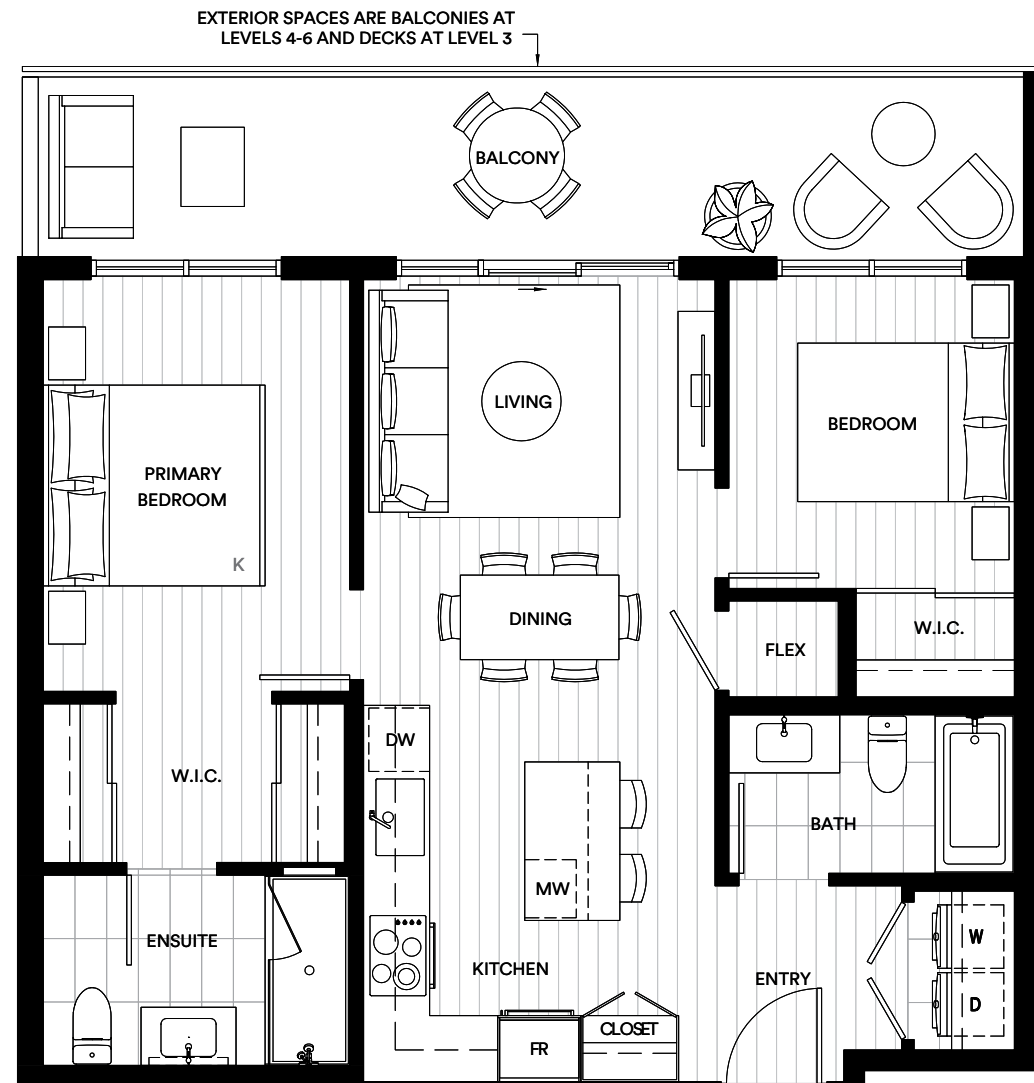 EXTERIOR SPACES ARE BALCONIES AT
LEVELS 4-6 AND DECKS AT LEVEL 3
BALCONY
LIVING
BEDROOM
PRIMARY
BEDROOM
K
DINING
W.I.C.
FLEX
DW
W.I.C.
BATH
MW
ENSUITE
W
KITCHEN
ENTRY
D
CLOSET
FR